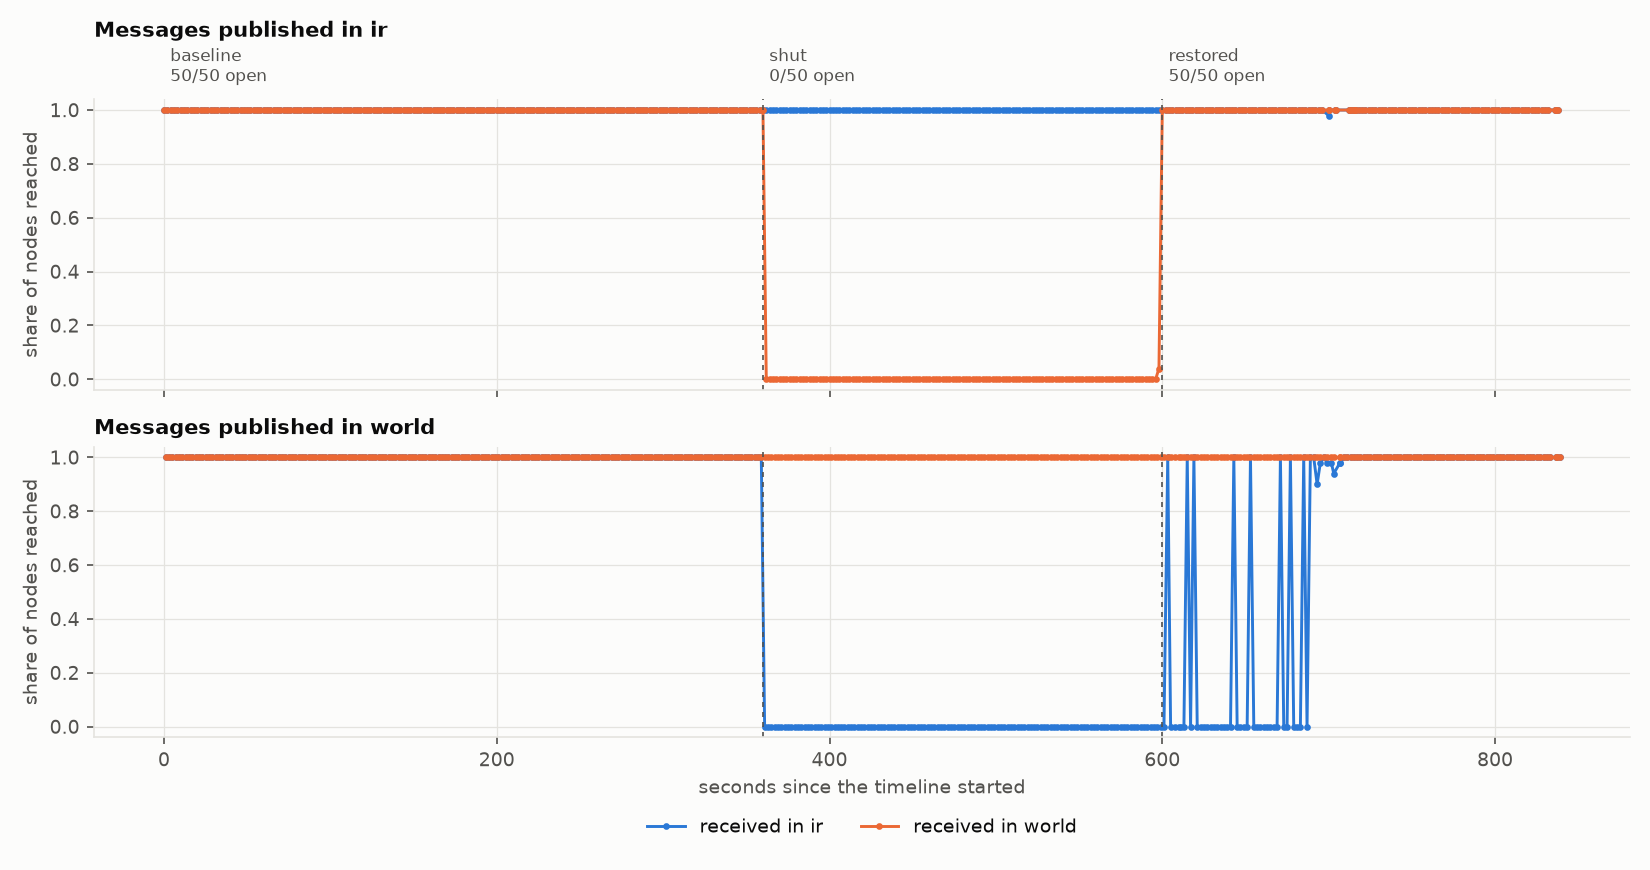 Messages published in ir
baseline
50/50 open
shut
0/50 open
restored
50/50 open
share of nodes reached
1.0
0.8
0.6
0.4
0.2
0.0
Messages published in world
share of nodes reached
1.0
0.8
0.6
0.4
0.2
0.0
0
200
400
600
800
seconds since the timeline started
received in ir
received in world